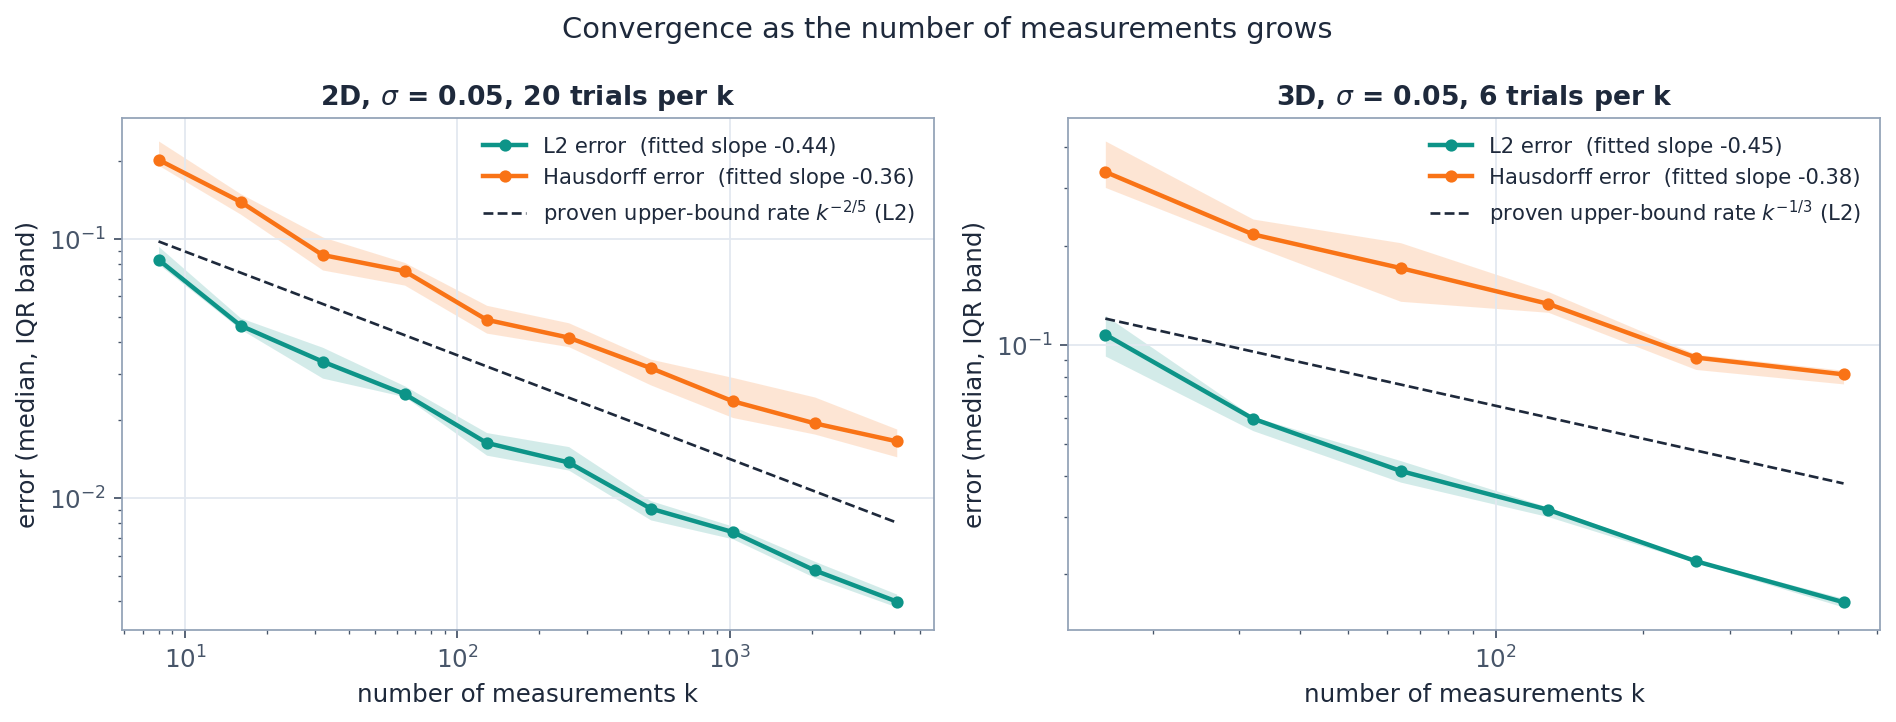 Convergence as the number of measurements grows
2D, σ = 0.05, 20 trials per k
L2 error (fitted slope -0.44)
Hausdorff error (fitted slope -0.36)
proven upper-bound rate k^{-2/5} (L2)
error (median, IQR band)
10^{-1}
10^{-2}
10^1
10^2
10^3
number of measurements k
3D, σ = 0.05, 6 trials per k
L2 error (fitted slope -0.45)
Hausdorff error (fitted slope -0.38)
proven upper-bound rate k^{-1/3} (L2)
error (median, IQR band)
10^{-1}
10^2
number of measurements k